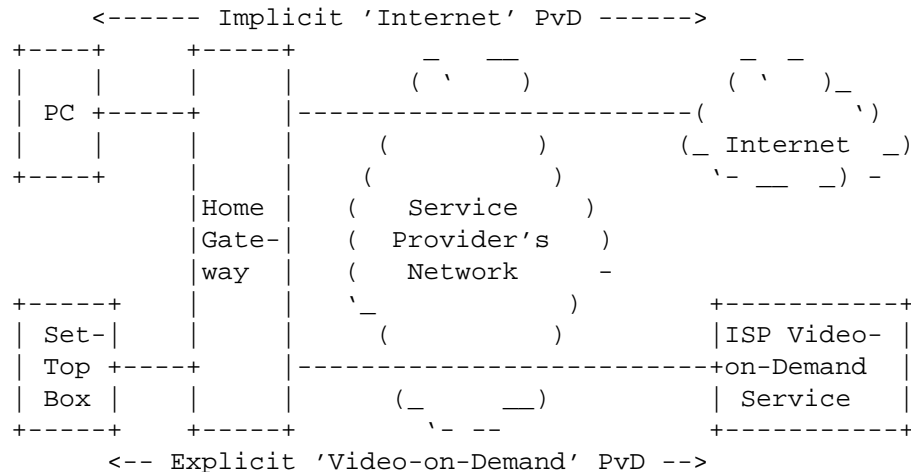 <------ Implicit 'Internet' PvD ------>
PC
Internet
Home
Gate-
way
Service
Provider's
Network
Set-
Top
Box
ISP Video-
on-Demand
Service
<-- Explicit 'Video-on-Demand' PvD -->